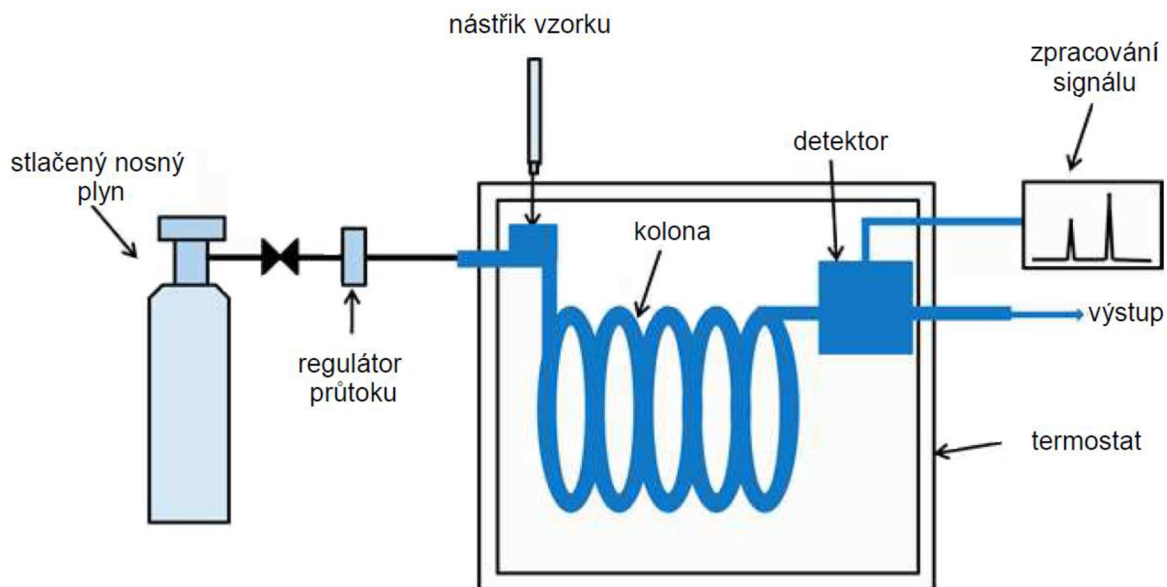 nástřik vzorku
zpracování
signálu
detektor
stlačený nosný
plyn
kolona
výstup
regulátor
průtoku
termostat